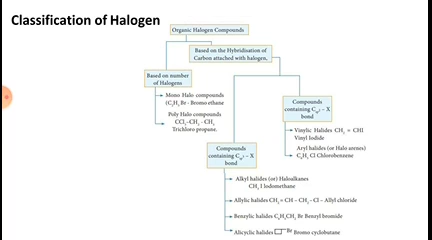 Classification of Halogen
Organic Halogen Compounds
Based on the Hybridisation of
Carbon attached with halogen.
Based on number
of Halogens
Mono Halo compounds
(C₂H₅ Br - Bromo ethane
Poly Halo compounds
CCl₃-CH₂ - CH₃
Trichloro propane.
Compounds
containing Csp² – X
bond
Vinylic Halides CH₂ = CHI
Vinyl Iodide
Aryl halides (or Halo arenes)
C₆H₅ Cl Chlorobenzene
Compounds
containing Csp³ – X
bond
Alkyl halides (or) Haloalkanes
CH₃ I Iodomethane
Allylic halides CH₂ = CH – CH₂ - Cl – Allyl chloride
Benzylic halides C₆H₅CH₂ Br Benzyl bromide
Alicyclic halides Br Bromo cyclobutane